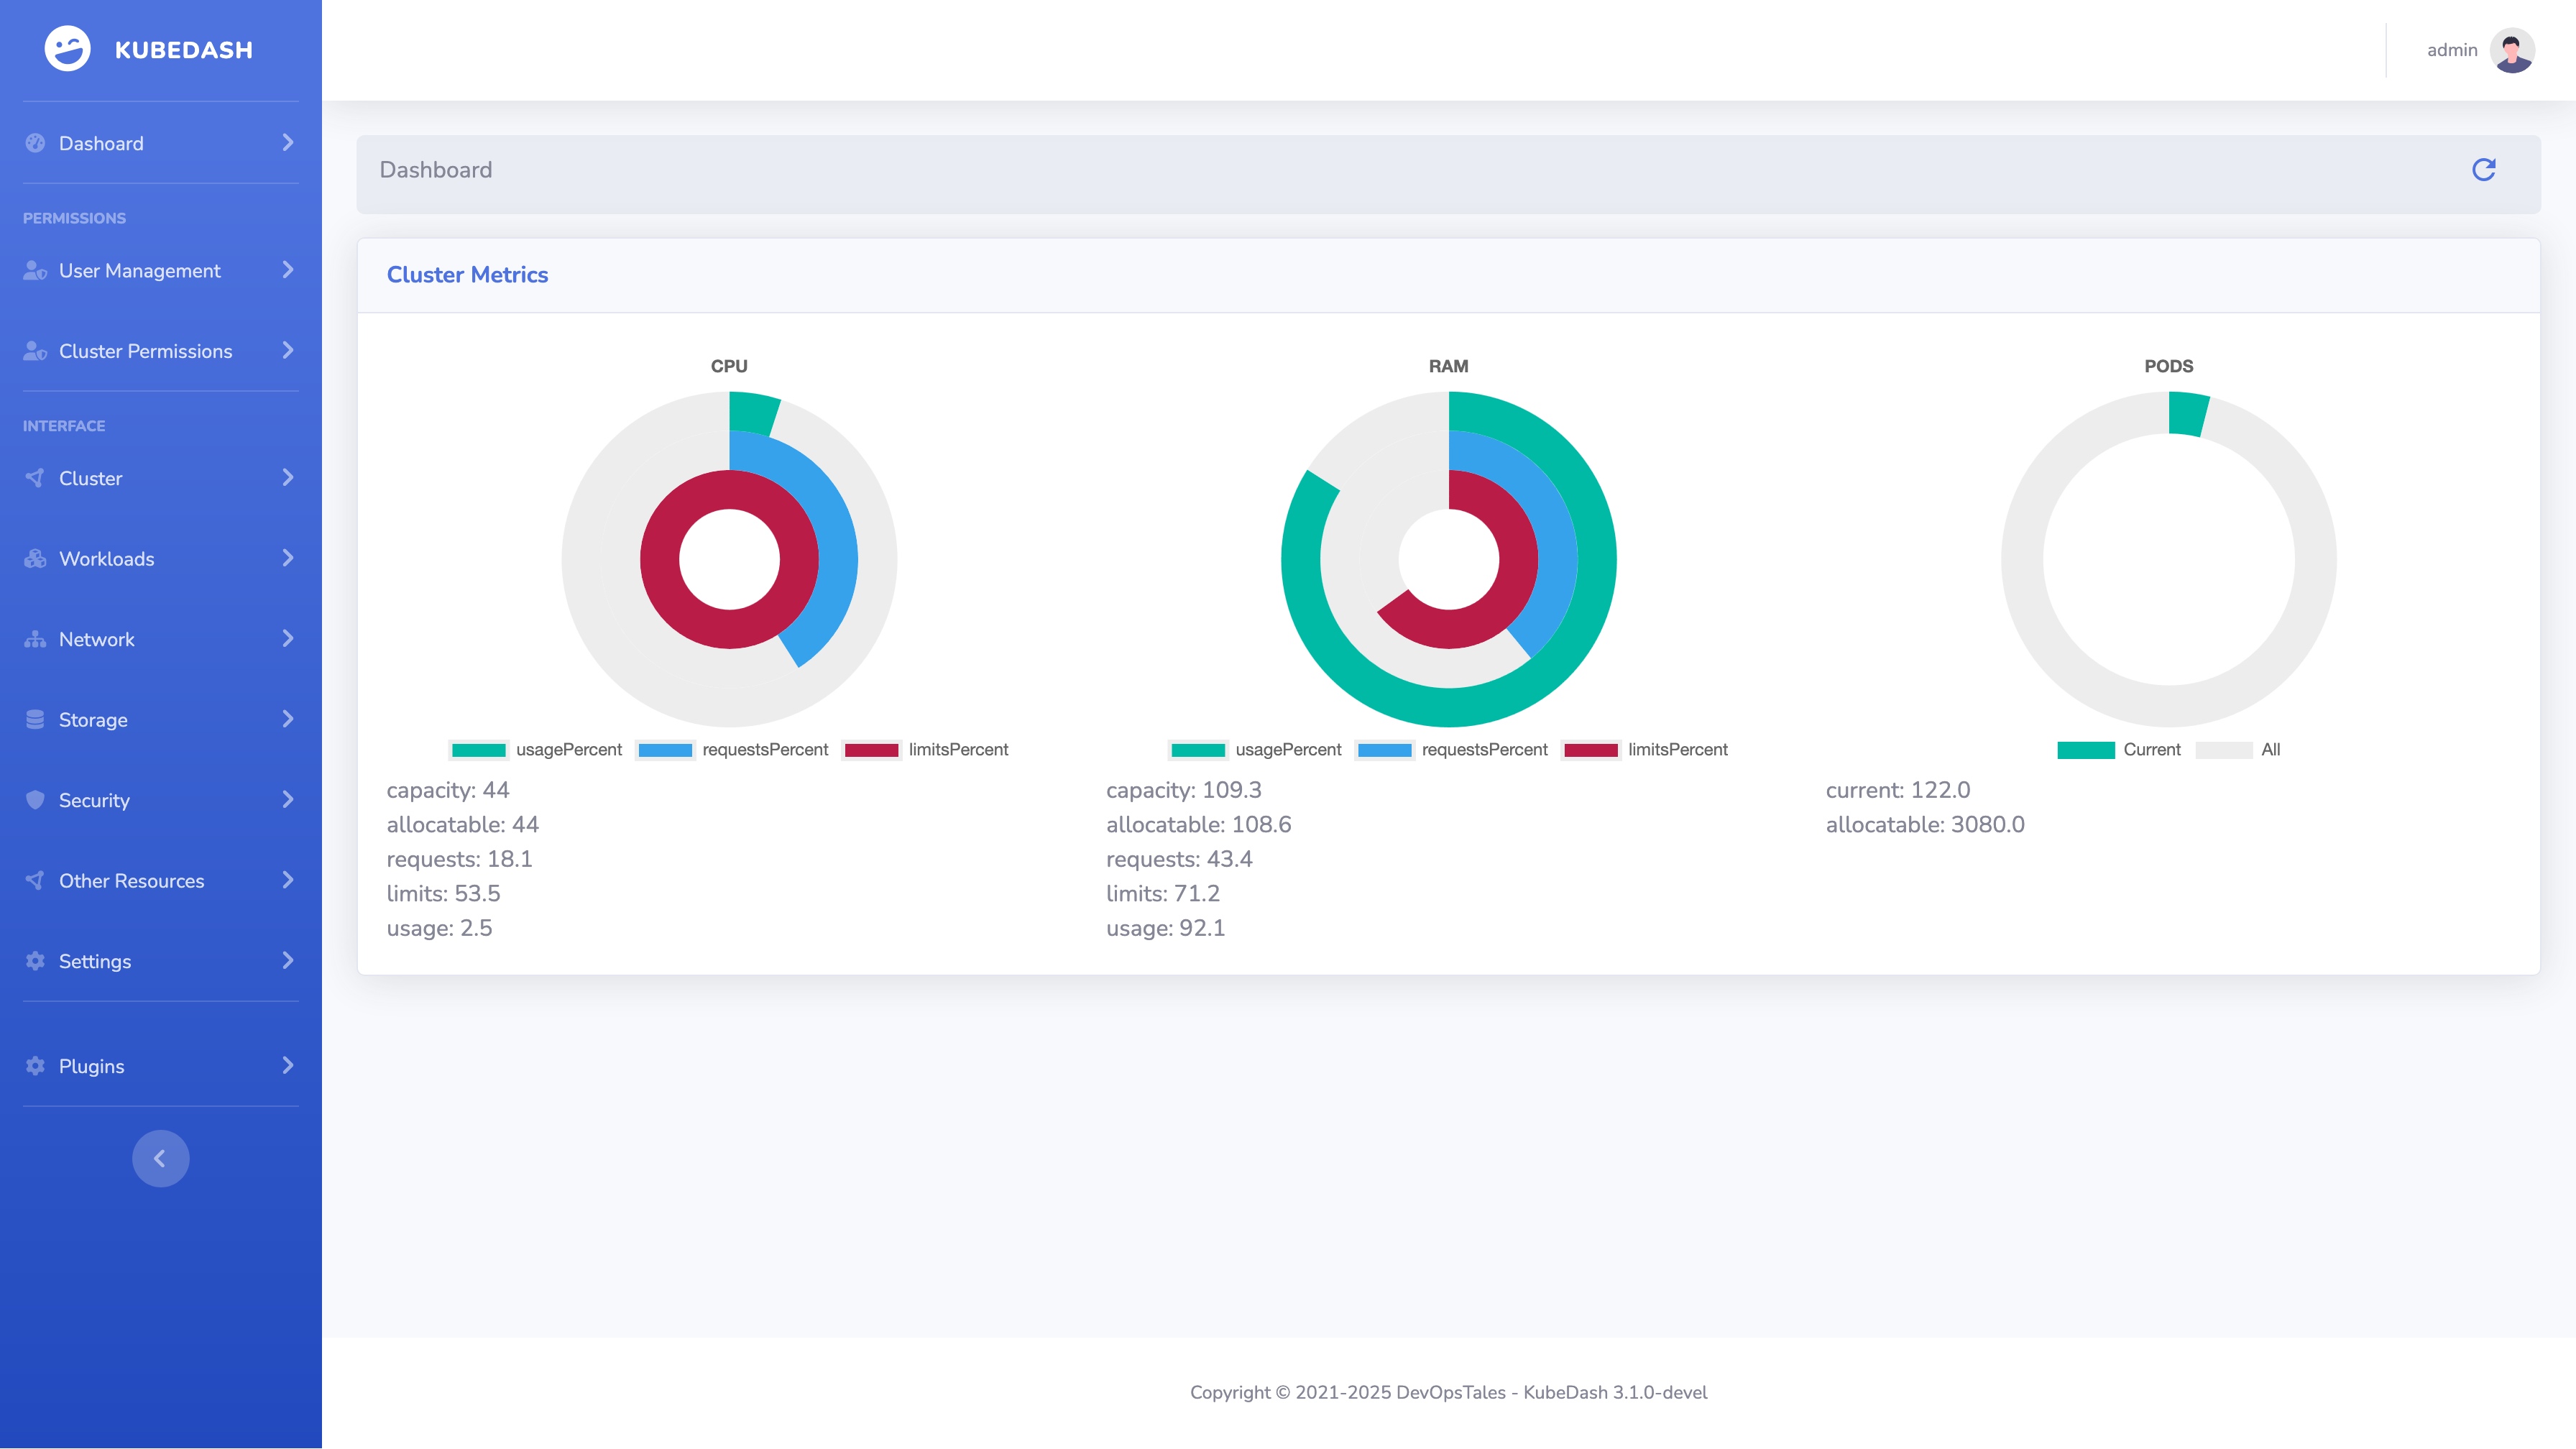 KUBEDASH
admin
Dashoard
PERMISSIONS
User Management
Cluster Permissions
INTERFACE
Cluster
Workloads
Network
Storage
Security
Other Resources
Settings
Plugins
Dashboard
Cluster Metrics
CPU
usagePercent requestsPercent limitsPercent
capacity: 44
allocatable: 44
requests: 18.1
limits: 53.5
usage: 2.5
RAM
usagePercent requestsPercent limitsPercent
capacity: 109.3
allocatable: 108.6
requests: 43.4
limits: 71.2
usage: 92.1
PODS
Current All
current: 122.0
allocatable: 3080.0
Copyright © 2021-2025 DevOpsTales - KubeDash 3.1.0-devel